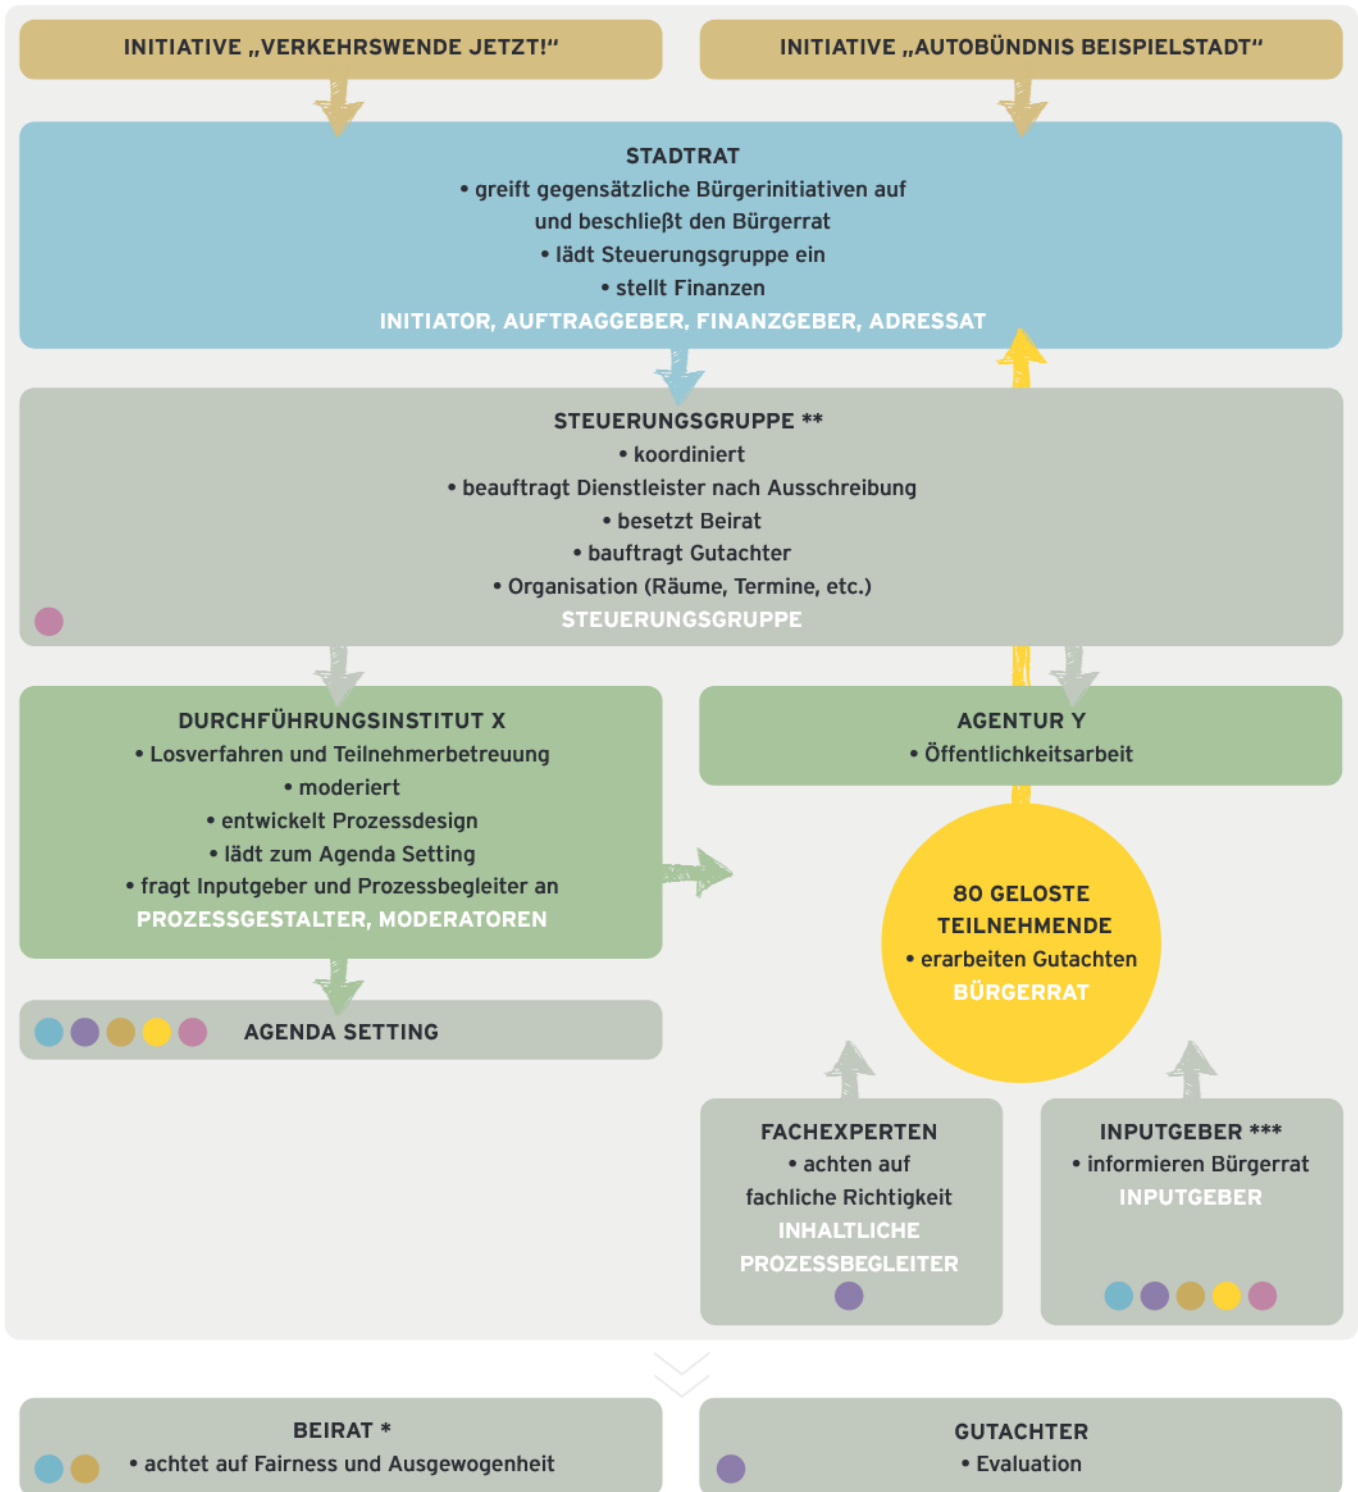 INITIATIVE „VERKEHRSWENDE JETZT!“
INITIATIVE „AUTOBÜNDNIS BEISPIELSTADT“
STADTRAT
• greift gegensätzliche Bürgerinitiativen auf
und beschließt den Bürgerrat
• lädt Steuerungsgruppe ein
• stellt Finanzen
INITIATOR, AUFTRAGGEBER, FINANZGEBER, ADRESSAT
STEUERUNGSGRUPPE **
• koordiniert
• beauftragt Dienstleister nach Ausschreibung
• besetzt Beirat
• bauftragt Gutachter
• Organisation (Räume, Termine, etc.)
STEUERUNGSGRUPPE
DURCHFÜHRUNGSINSTITUT X
• Losverfahren und Teilnehmerbetreuung
• moderiert
• entwickelt Prozessdesign
• lädt zum Agenda Setting
• fragt Inputgeber und Prozessbegleiter an
PROZESSGESTALTER, MODERATOREN
AGENTUR Y
• Öffentlichkeitsarbeit
80 GELOSTE
TEILNEHMENDE
• erarbeiten Gutachten
BÜRGERRAT
AGENDA SETTING
FACHEXPERTEN
• achten auf
fachliche Richtigkeit
INHALTLICHE
PROZESSBEGLEITER
INPUTGEBER ***
• informieren Bürgerrat
INPUTGEBER
BEIRAT *
• achtet auf Fairness und Ausgewogenheit
GUTACHTER
• Evaluation